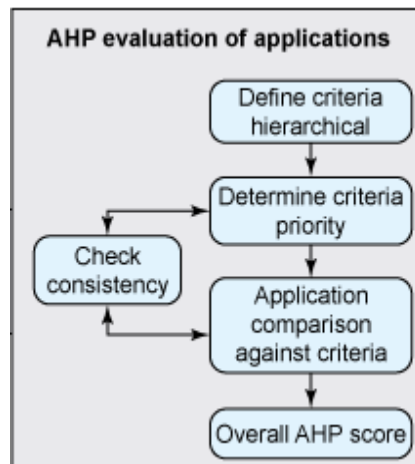 AHP evaluation of applications
Define criteria
hierarchical
Determine criteria
priority
Check
consistency
Application
comparison
against criteria
Overall AHP score